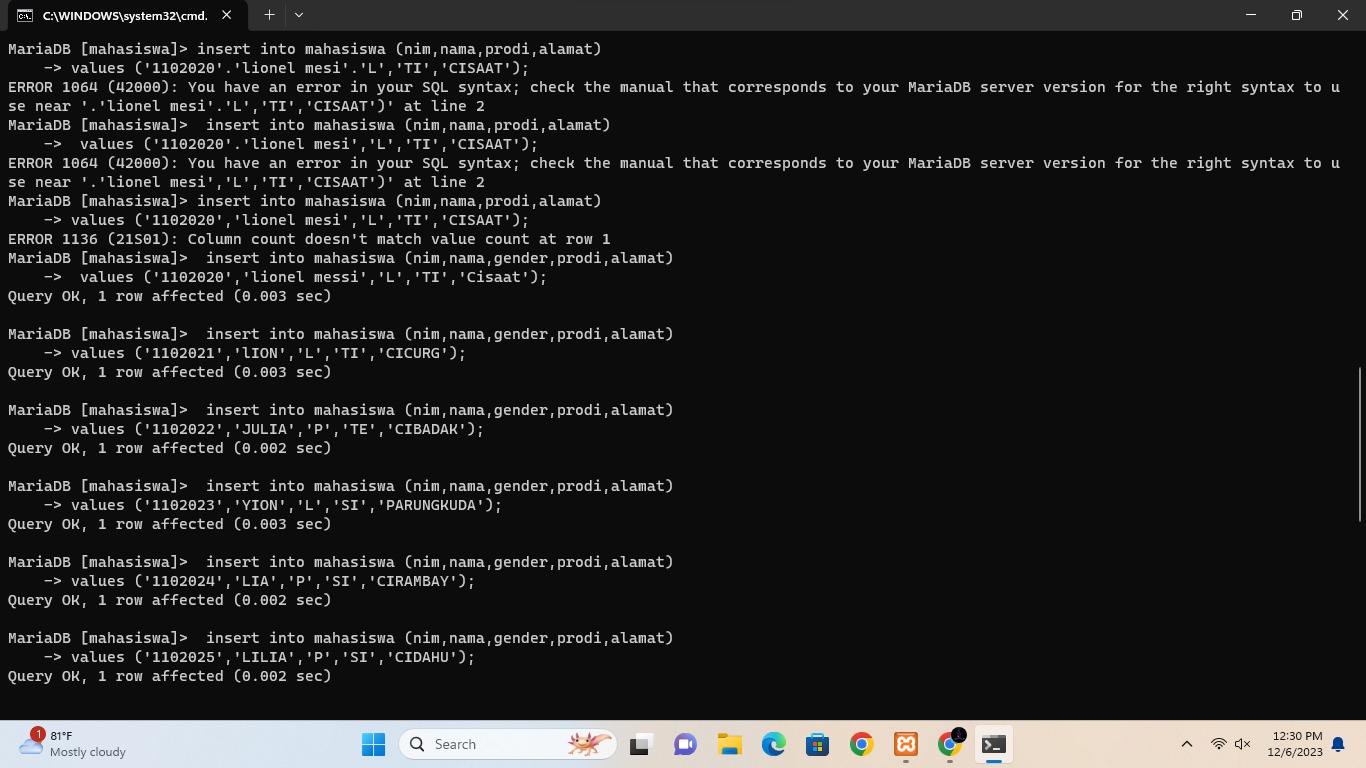 C:\WINDOWS\system32\cmd.
MariaDB [mahasiswa]> insert into mahasiswa (nim,nama,prodi,alamat)
    -> values ('1102020'.'lionel mesi'.'L','TI','CISAAT');
ERROR 1064 (42000): You have an error in your SQL syntax; check the manual that corresponds to your MariaDB server version for the right syntax to u
se near '.'lionel mesi'.'L','TI','CISAAT')' at line 2
MariaDB [mahasiswa]>  insert into mahasiswa (nim,nama,prodi,alamat)
    ->  values ('1102020'.'lionel mesi','L','TI','CISAAT');
ERROR 1064 (42000): You have an error in your SQL syntax; check the manual that corresponds to your MariaDB server version for the right syntax to u
se near '.'lionel mesi','L','TI','CISAAT')' at line 2
MariaDB [mahasiswa]> insert into mahasiswa (nim,nama,prodi,alamat)
    -> values ('1102020','lionel mesi','L','TI','CISAAT');
ERROR 1136 (21S01): Column count doesn't match value count at row 1
MariaDB [mahasiswa]>  insert into mahasiswa (nim,nama,gender,prodi,alamat)
    ->  values ('1102020','lionel messi','L','TI','Cisaat');
Query OK, 1 row affected (0.003 sec)
MariaDB [mahasiswa]>  insert into mahasiswa (nim,nama,gender,prodi,alamat)
    -> values ('1102021','lION','L','TI','CICURG');
Query OK, 1 row affected (0.003 sec)
MariaDB [mahasiswa]>  insert into mahasiswa (nim,nama,gender,prodi,alamat)
    -> values ('1102022','JULIA','P','TE','CIBADAK');
Query OK, 1 row affected (0.002 sec)
MariaDB [mahasiswa]>  insert into mahasiswa (nim,nama,gender,prodi,alamat)
    -> values ('1102023','YION','L','SI','PARUNGKUDA');
Query OK, 1 row affected (0.003 sec)
MariaDB [mahasiswa]>  insert into mahasiswa (nim,nama,gender,prodi,alamat)
    -> values ('1102024','LIA','P','SI','CIRAMBAY');
Query OK, 1 row affected (0.002 sec)
MariaDB [mahasiswa]>  insert into mahasiswa (nim,nama,gender,prodi,alamat)
    -> values ('1102025','LILIA','P','SI','CIDAHU');
Query OK, 1 row affected (0.002 sec)
1
81°F
Mostly cloudy
Search
12:30 PM
12/6/2023